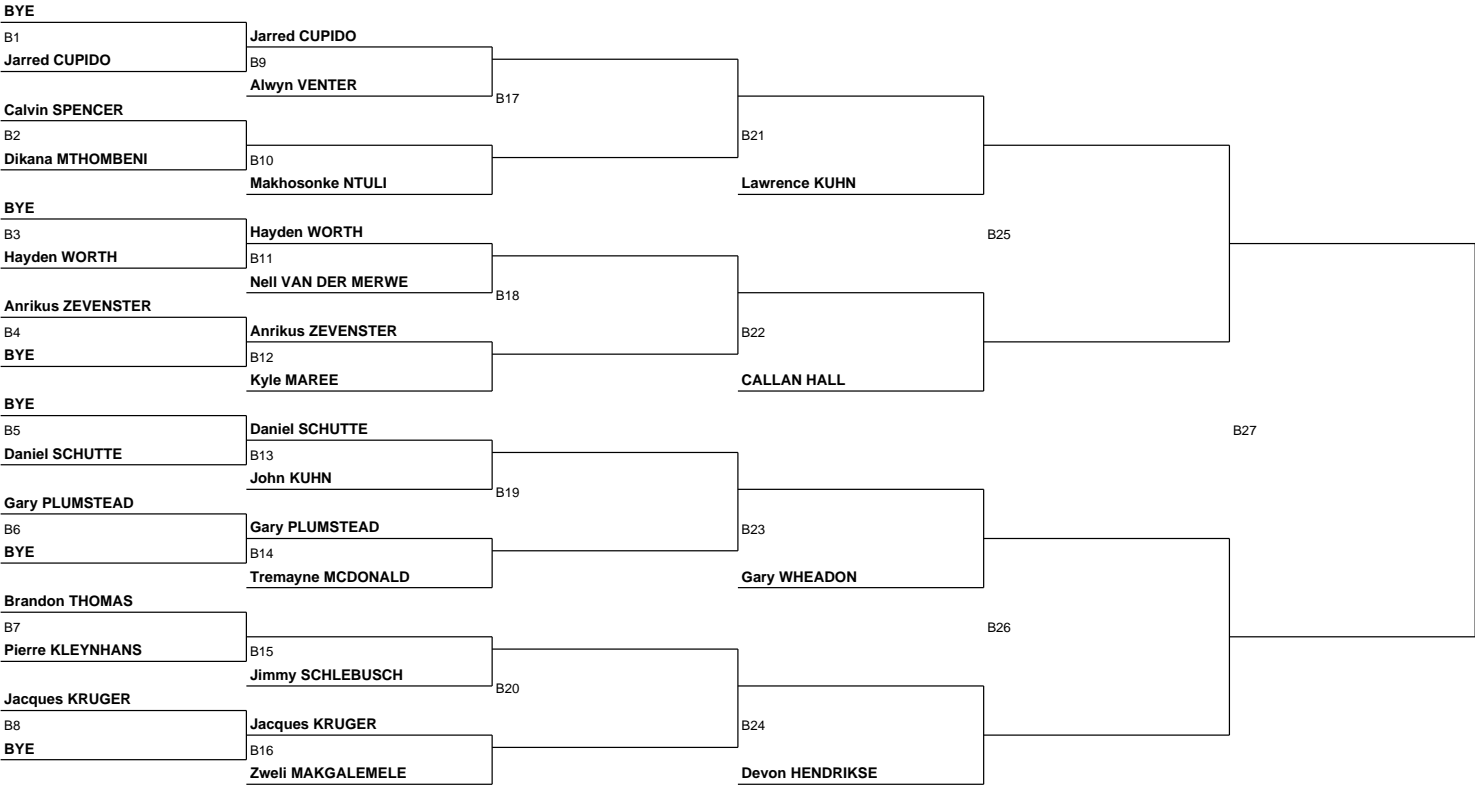 BYE
B1
Jarred CUPIDO
Calvin SPENCER
B2
Dikana MTHOMBENI
BYE
B3
Hayden WORTH
Anrikus ZEVENSTER
B4
BYE
BYE
B5
Daniel SCHUTTE
Gary PLUMSTEAD
B6
BYE
Brandon THOMAS
B7
Pierre KLEYNHANS
Jacques KRUGER
B8
BYE
Jarred CUPIDO
B9
Alwyn VENTER
B10
Makhosonke NTULI
Hayden WORTH
B11
Nell VAN DER MERWE
Anrikus ZEVENSTER
B12
Kyle MAREE
Daniel SCHUTTE
B13
John KUHN
Gary PLUMSTEAD
B14
Tremayne MCDONALD
B15
Jimmy SCHLEBUSCH
Jacques KRUGER
B16
Zweli MAKGALEMELE
B17
B18
B19
B20
B21
Lawrence KUHN
B22
CALLAN HALL
B23
Gary WHEADON
B24
Devon HENDRIKSE
B25
B26
B27